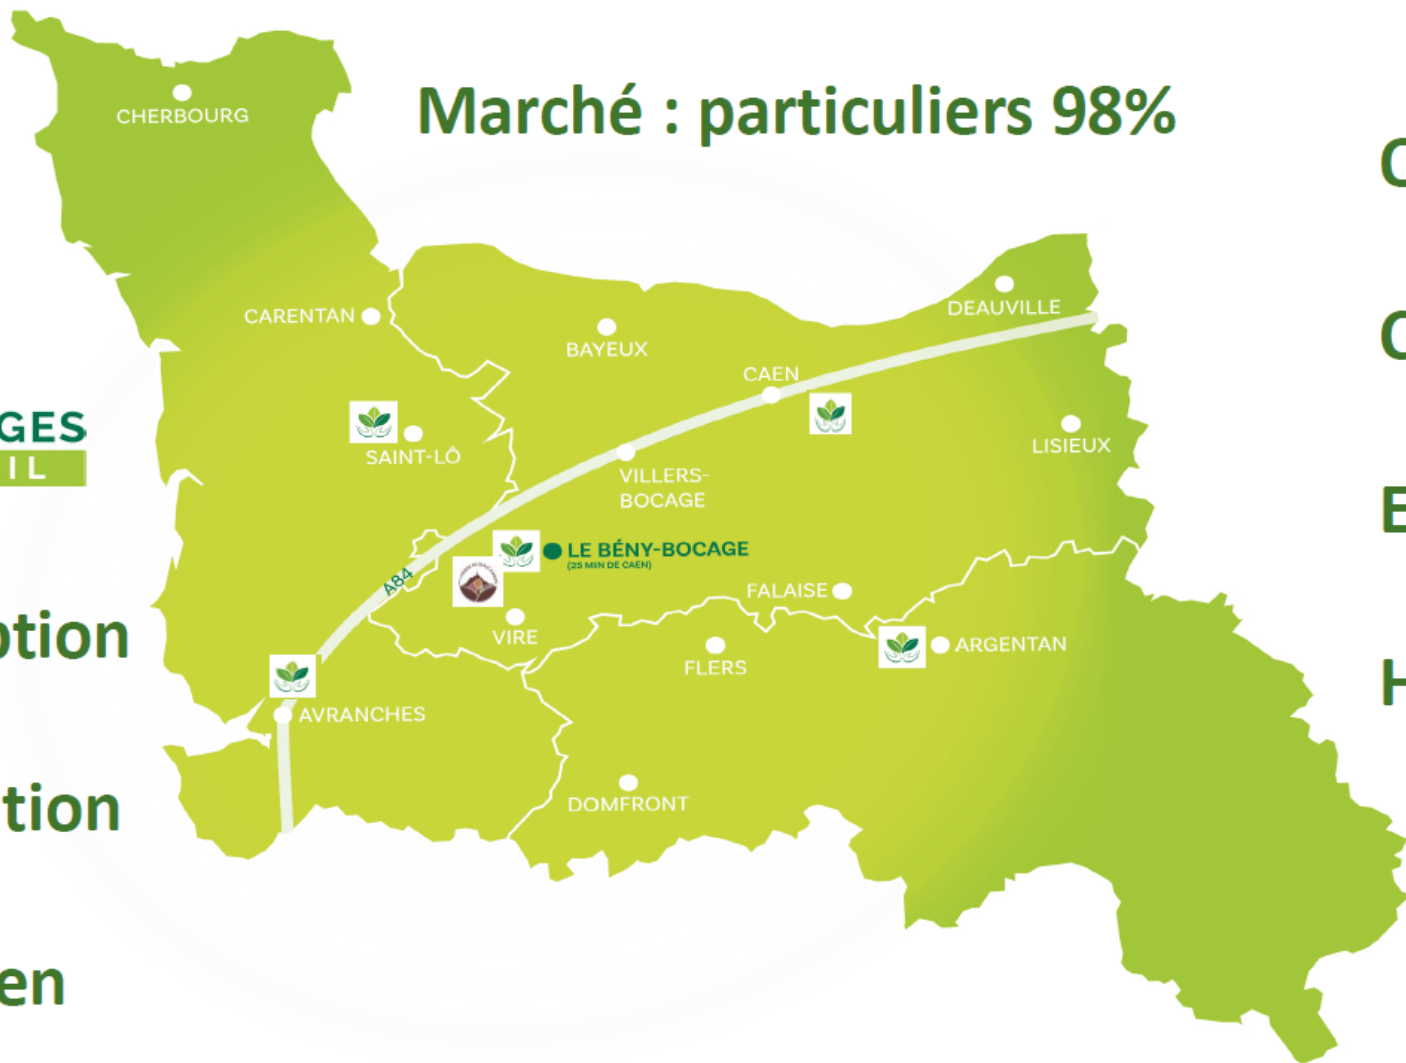 Marché : particuliers 98%
CHERBOURG
CARENTAN
BAYEUX
DEAUVILLE
CAEN
GES
IL
SAINT-LÔ
LISIEUX
VILLERS-
BOCAGE
LE BÉNY-BOCAGE
(25 MIN DE CAEN)
A84
FALAISE
VIRE
FLERS
ARGENTAN
AVRANCHES
DOMFRONT
ption
tion
en
C
C
E
H